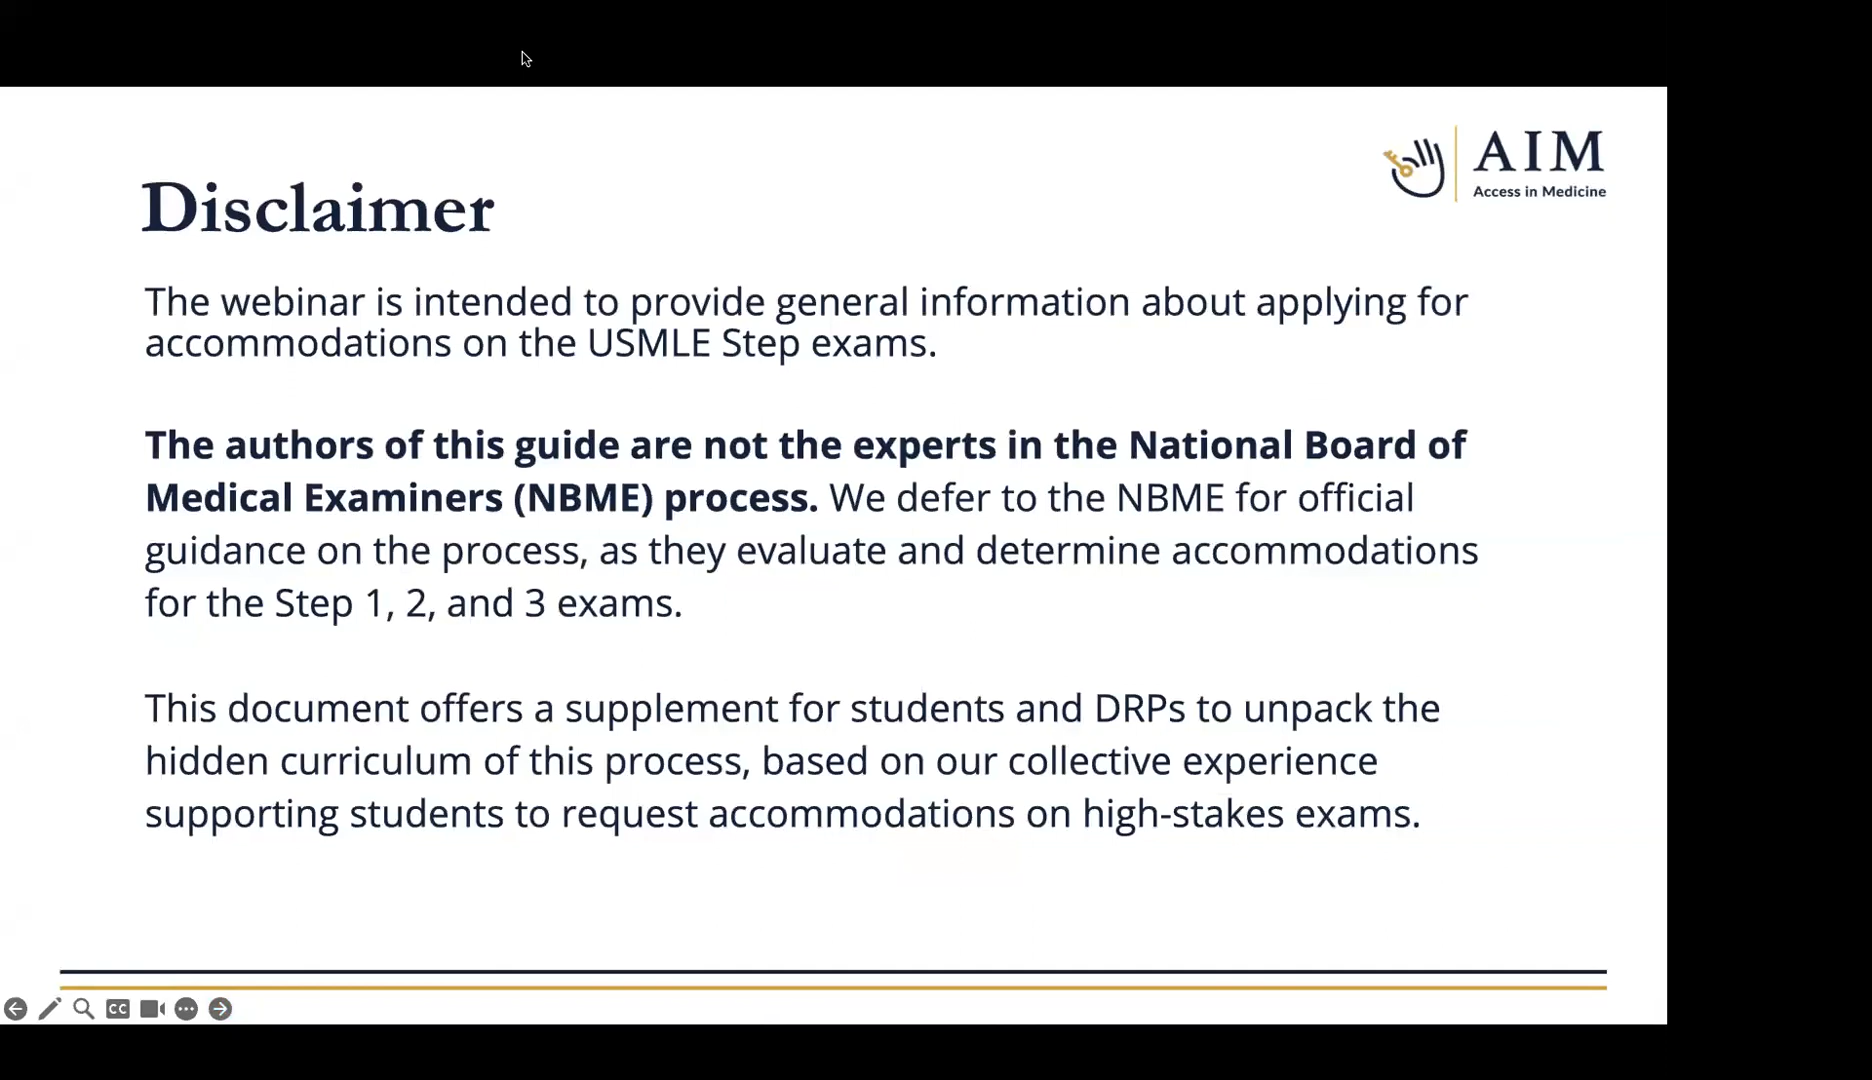 AIM
Access in Medicine
Disclaimer
The webinar is intended to provide general information about applying for
accommodations on the USMLE Step exams.
The authors of this guide are not the experts in the National Board of
Medical Examiners (NBME) process. We defer to the NBME for official
guidance on the process, as they evaluate and determine accommodations
for the Step 1, 2, and 3 exams.
This document offers a supplement for students and DRPs to unpack the
hidden curriculum of this process, based on our collective experience
supporting students to request accommodations on high-stakes exams.
CC